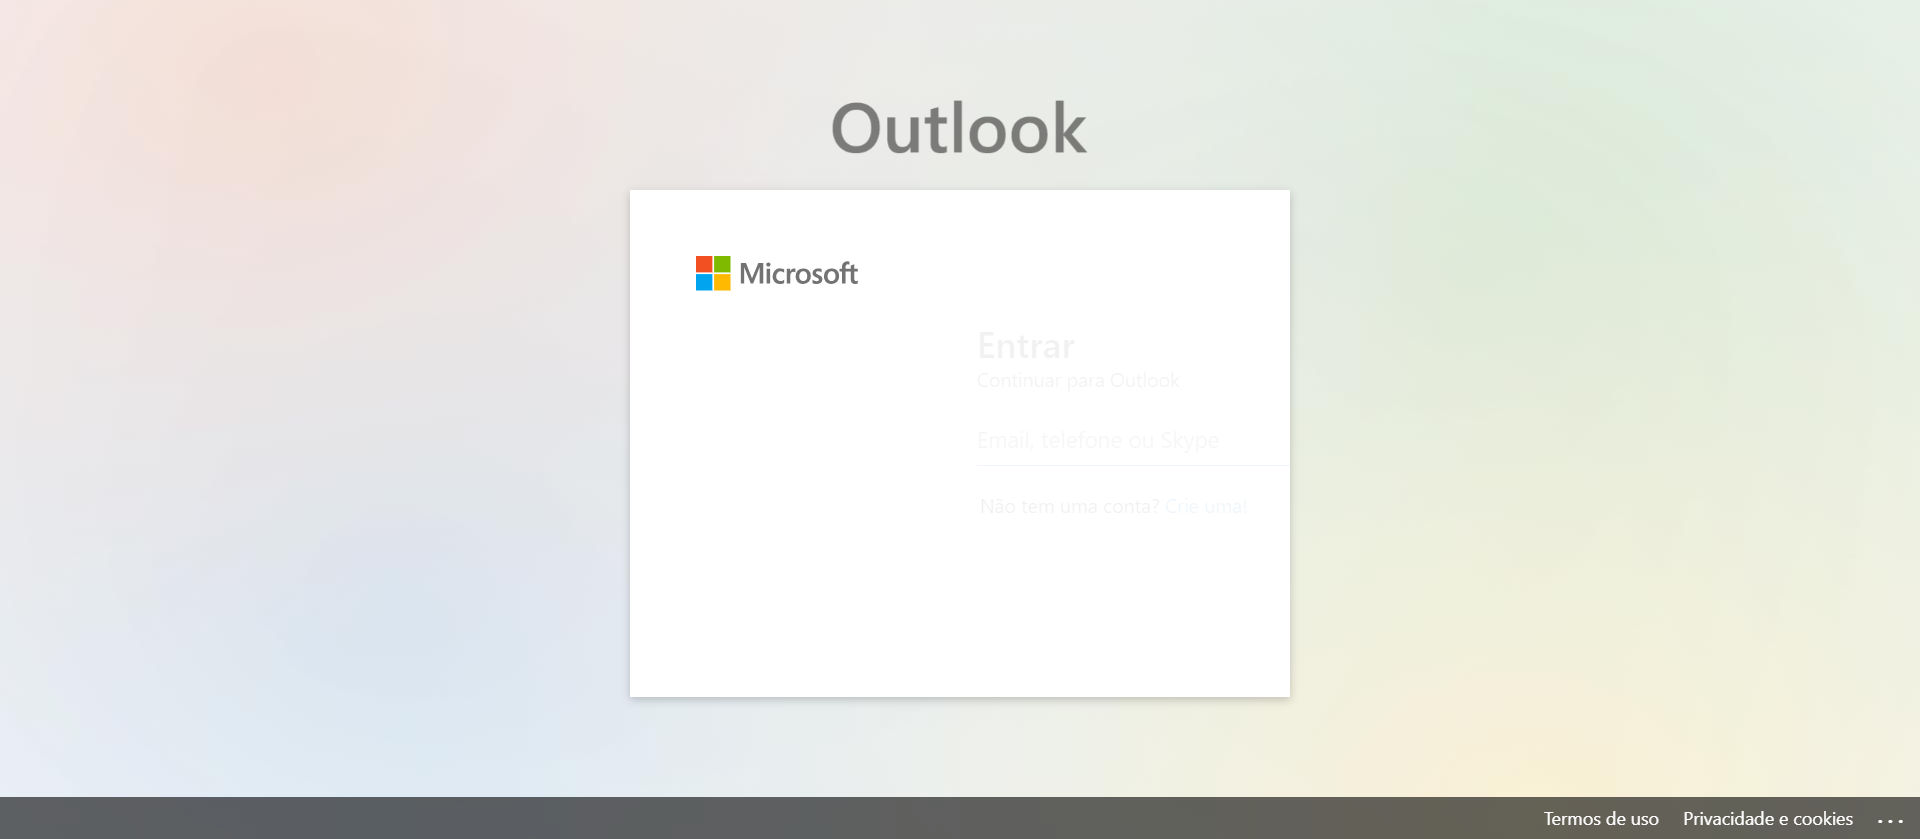 Outlook
Microsoft
Entrar
Continuar para Outlook
Email, telefone ou Skype
Não tem uma conta? Crie uma!
Termos de uso Privacidade e cookies ...